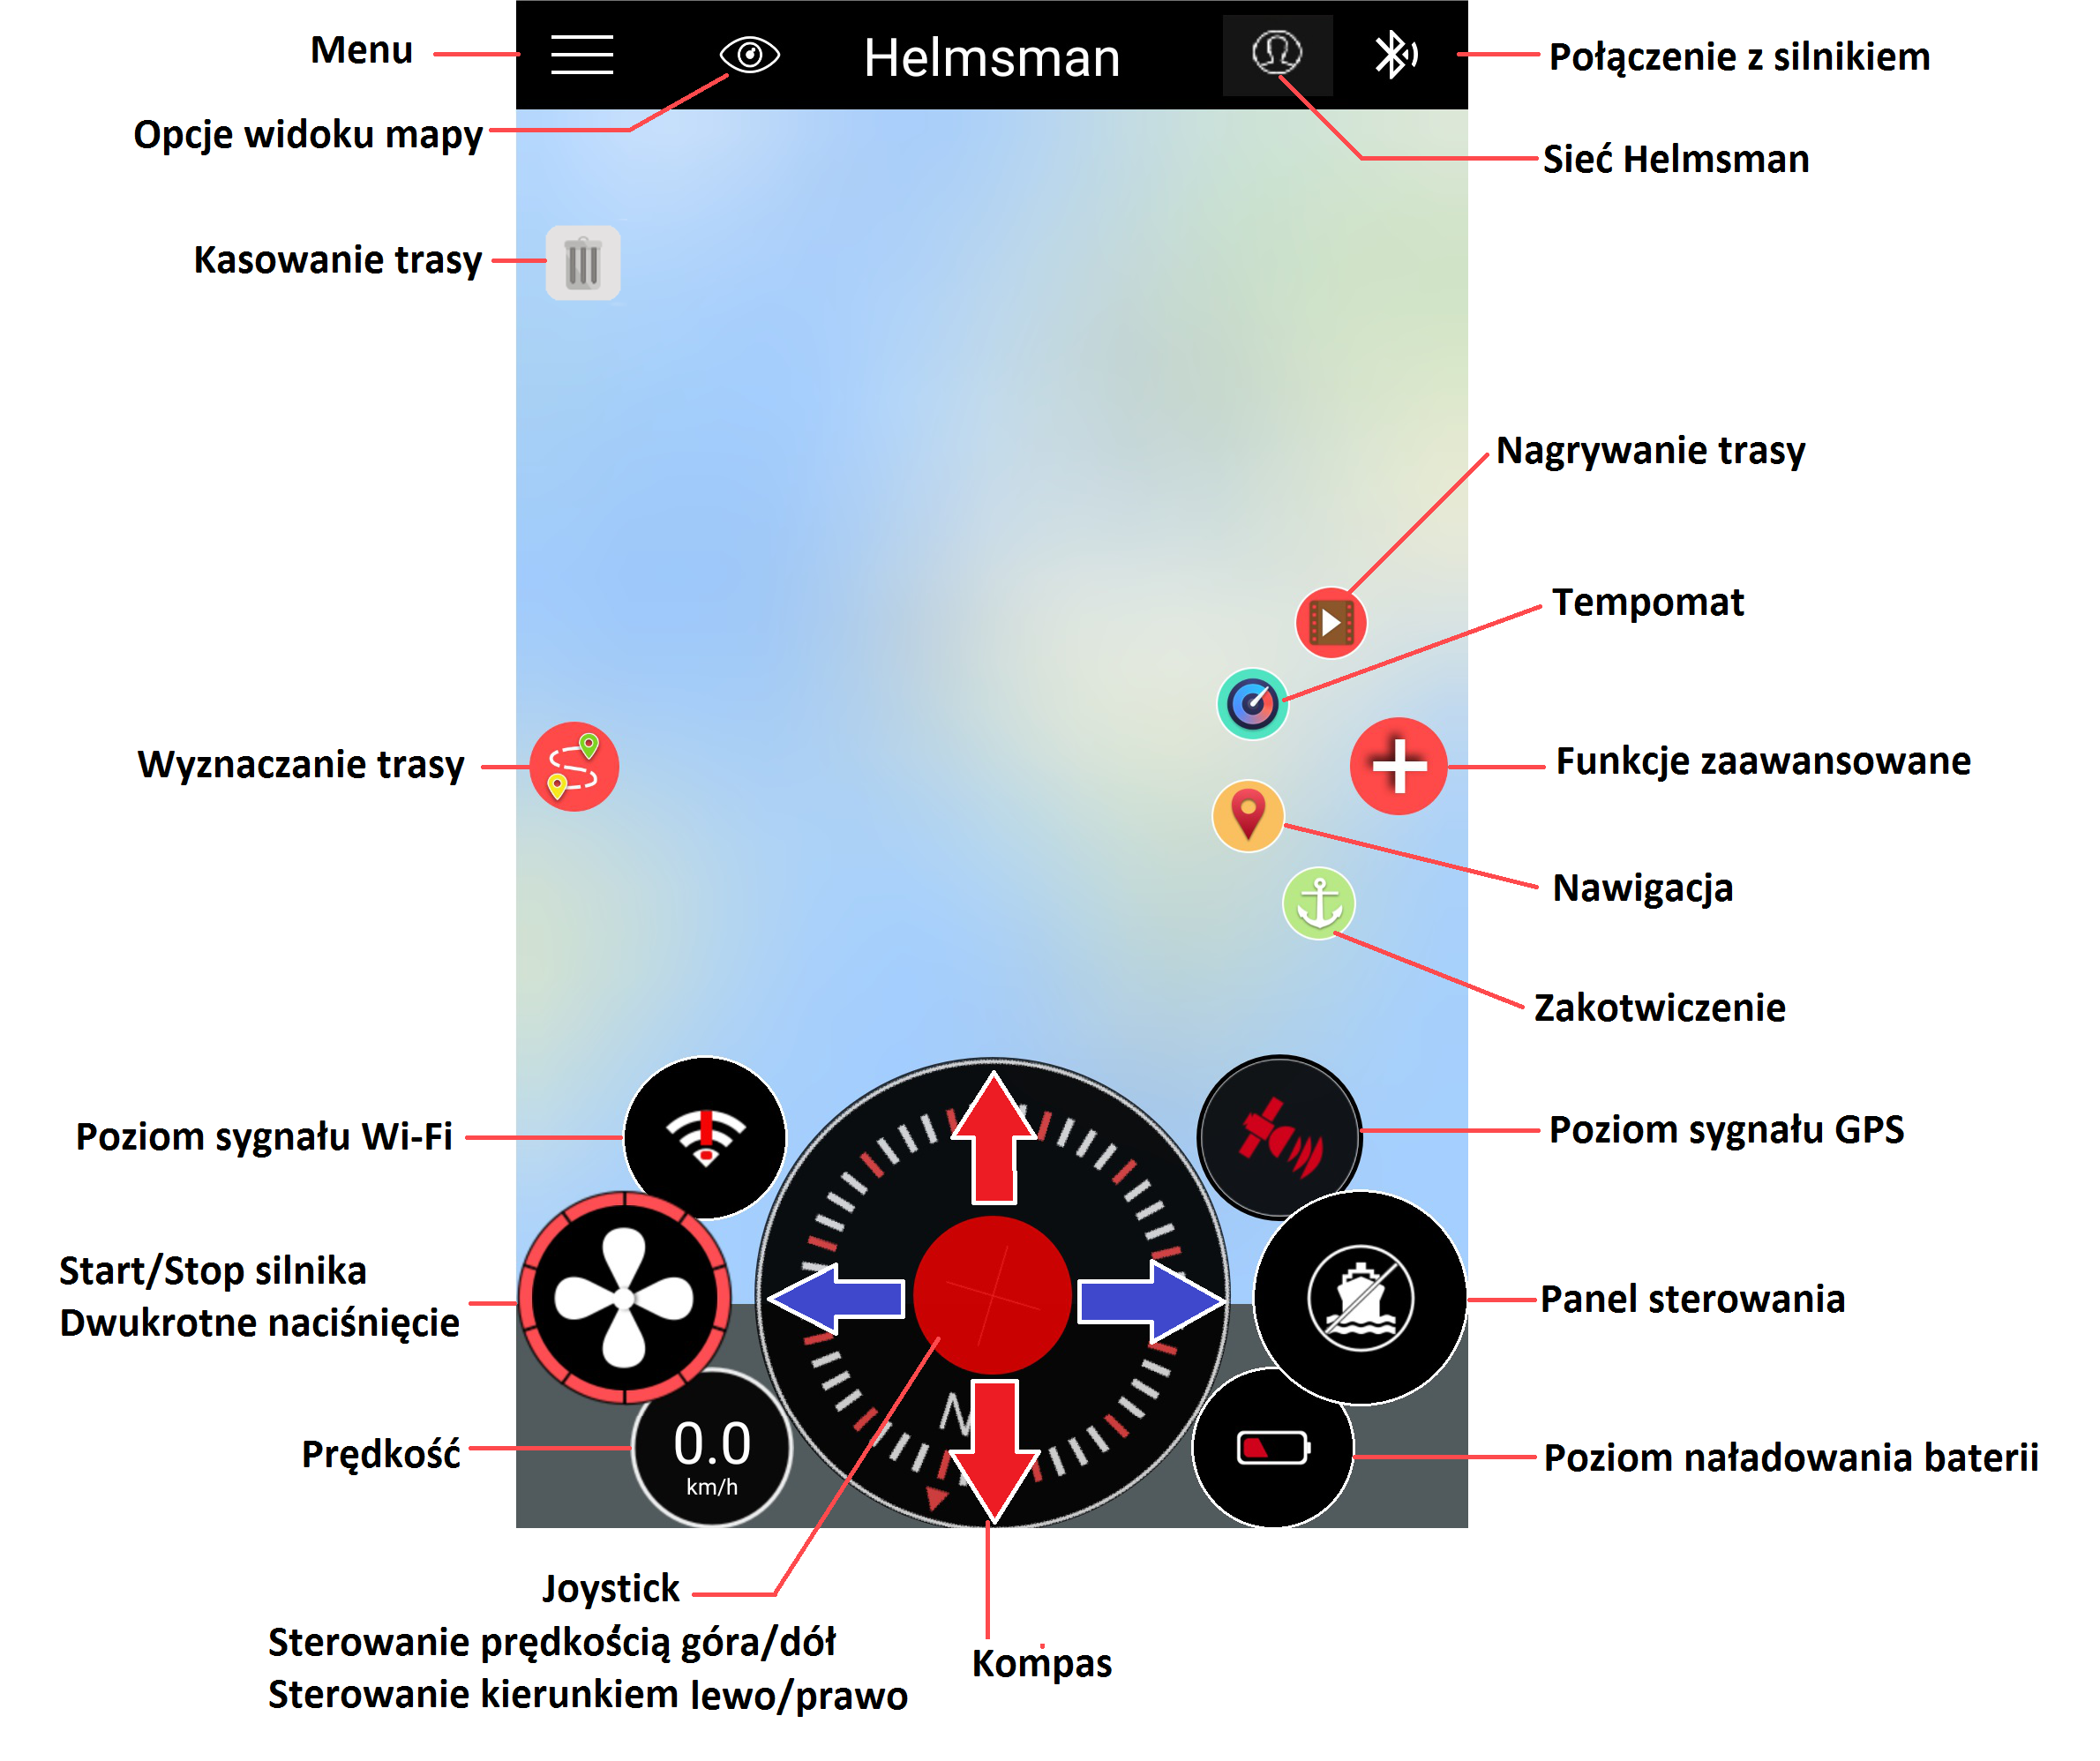 Menu
Helmsman
Połączenie z silnikiem
Opcje widoku mapy
Sieć Helmsman
Kasowanie trasy
Nagrywanie trasy
Tempomat
Wyznaczanie trasy
Funkcje zaawansowane
Nawigacja
Zakotwiczenie
Poziom sygnału Wi-Fi
Poziom sygnału GPS
Start/Stop silnika
Dwukrotne naciśnięcie
Panel sterowania
N
Prędkość
0.0
km/h
Poziom naładowania baterii
Joystick
Sterowanie prędkością góra/dół
Sterowanie kierunkiem lewo/prawo
Kompas